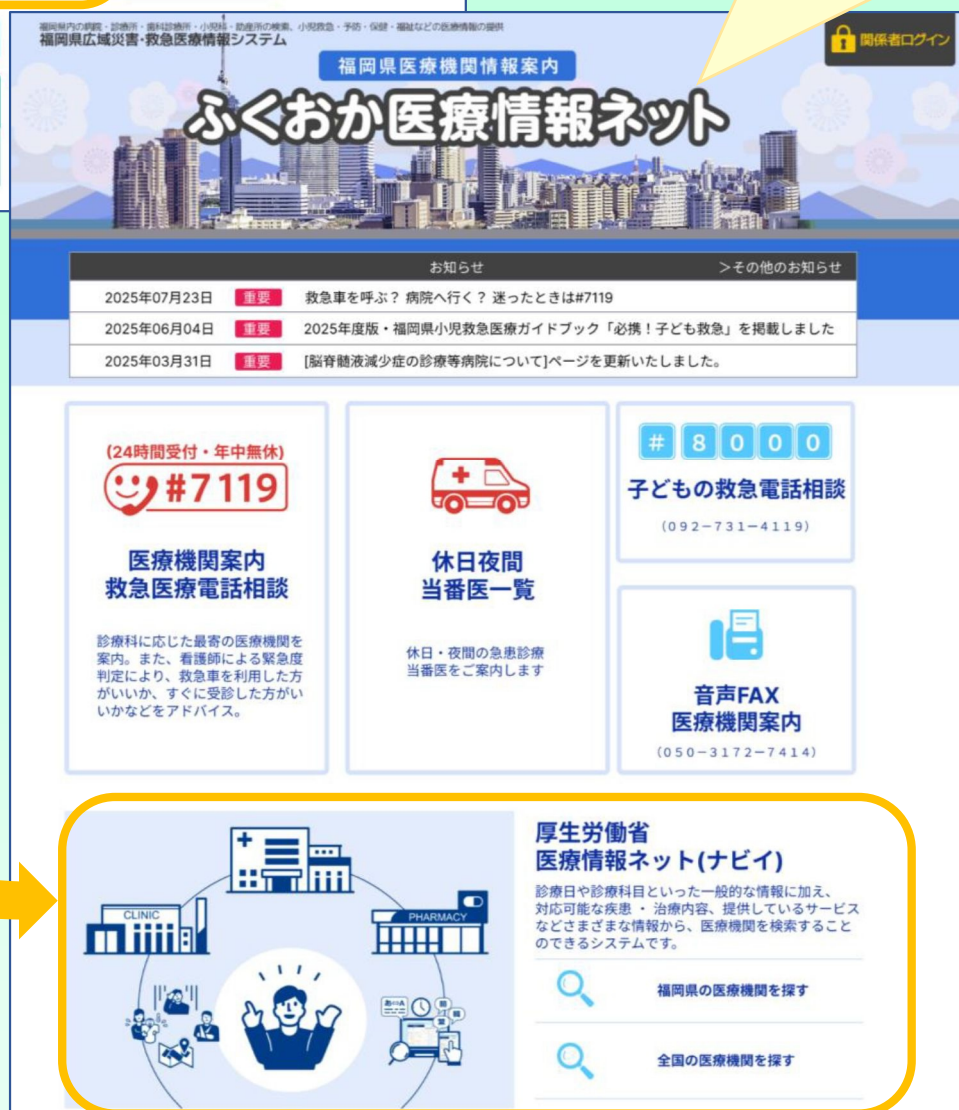 福岡県内の病院・診療所・歯科診療所・小児科・助産所の検索、小児救急・予防・保健・福祉などの医療情報の提供
福岡県広域災害・救急医療情報システム
関係者ログイン
福岡県医療機関情報案内
ふくおか医療情報ネット
お知らせ
＞その他のお知らせ
2025年07月23日 重要 救急車を呼ぶ？ 病院へ行く？ 迷ったときは#7119
2025年06月04日 重要 2025年度版・福岡県小児救急医療ガイドブック「必携！子ども救急」を掲載しました
2025年03月31日 重要 [脳脊髄液減少症の診療等病院について]ページを更新いたしました。
(24時間受付・年中無休)
#7119
医療機関案内
救急医療電話相談
診療科に応じた最寄の医療機関を
案内。また、看護師による緊急度
判定により、救急車を利用した方
がいいか、すぐに受診した方がい
いかなどをアドバイス。
休日夜間
当番医一覧
休日・夜間の急患診療
当番医をご案内します
#8000
子どもの救急電話相談
（092－731－4119）
音声FAX
医療機関案内
（050－3172－7414）
CLINIC
PHARMACY
あ⇔A
厚生労働省
医療情報ネット(ナビイ)
診療日や診療科目といった一般的な情報に加え、
対応可能な疾患 ・ 治療内容、提供しているサービス
などさまざまな情報から、医療機関を検索すること
のできるシステムです。
福岡県の医療機関を探す
全国の医療機関を探す